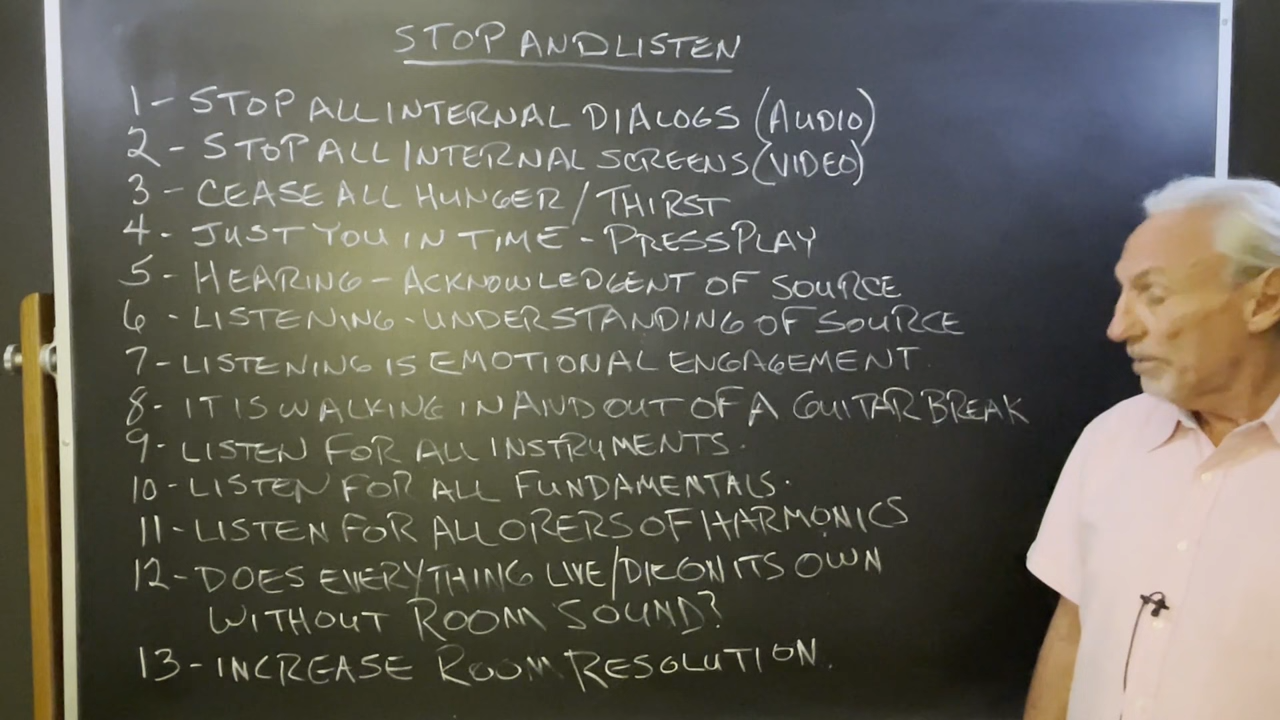 STOP AND LISTEN
1 - STOP ALL INTERNAL DIALOGS (AUDIO)
2 - STOP ALL INTERNAL SCREENS (VIDEO)
3 - CEASE ALL HUNGER / THIRST
4 - JUST YOU IN TIME - PRESS PLAY
5 - HEARING - ACKNOWLEDGENT OF SOURCE
6 - LISTENING - UNDERSTANDING OF SOURCE
7 - LISTENING IS EMOTIONAL ENGAGEMENT.
8 - IT IS WALKING IN AND OUT OF A GUITAR BREAK
9 - LISTEN FOR ALL INSTRUMENTS.
10 - LISTEN FOR ALL FUNDAMENTALS.
11 - LISTEN FOR ALL ORERS OF HARMONICS
12 - DOES EVERYTHING LIVE/DIE ON ITS OWN
WITHOUT ROOM SOUND?
13 - INCREASE ROOM RESOLUTION.